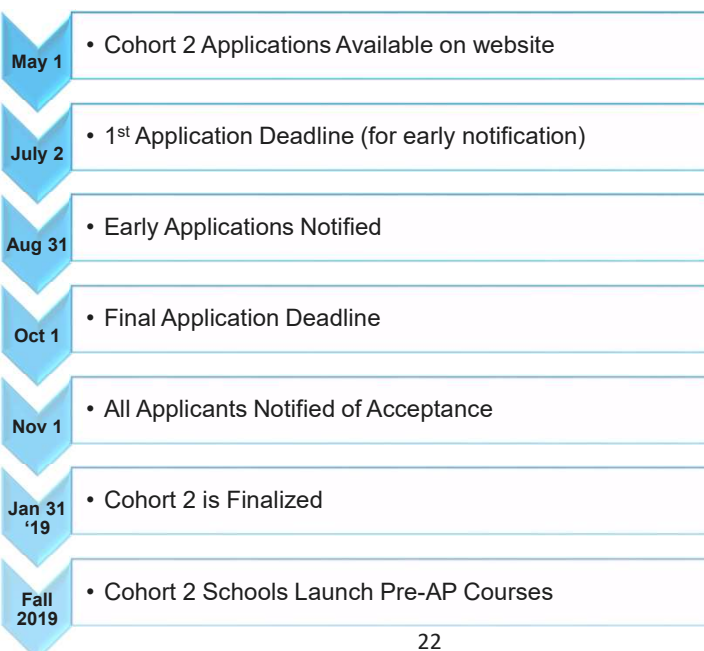 May 1
• Cohort 2 Applications Available on website
July 2
• 1st Application Deadline (for early notification)
Aug 31
• Early Applications Notified
Oct 1
• Final Application Deadline
Nov 1
• All Applicants Notified of Acceptance
Jan 31
‘19
• Cohort 2 is Finalized
Fall
2019
• Cohort 2 Schools Launch Pre-AP Courses
22